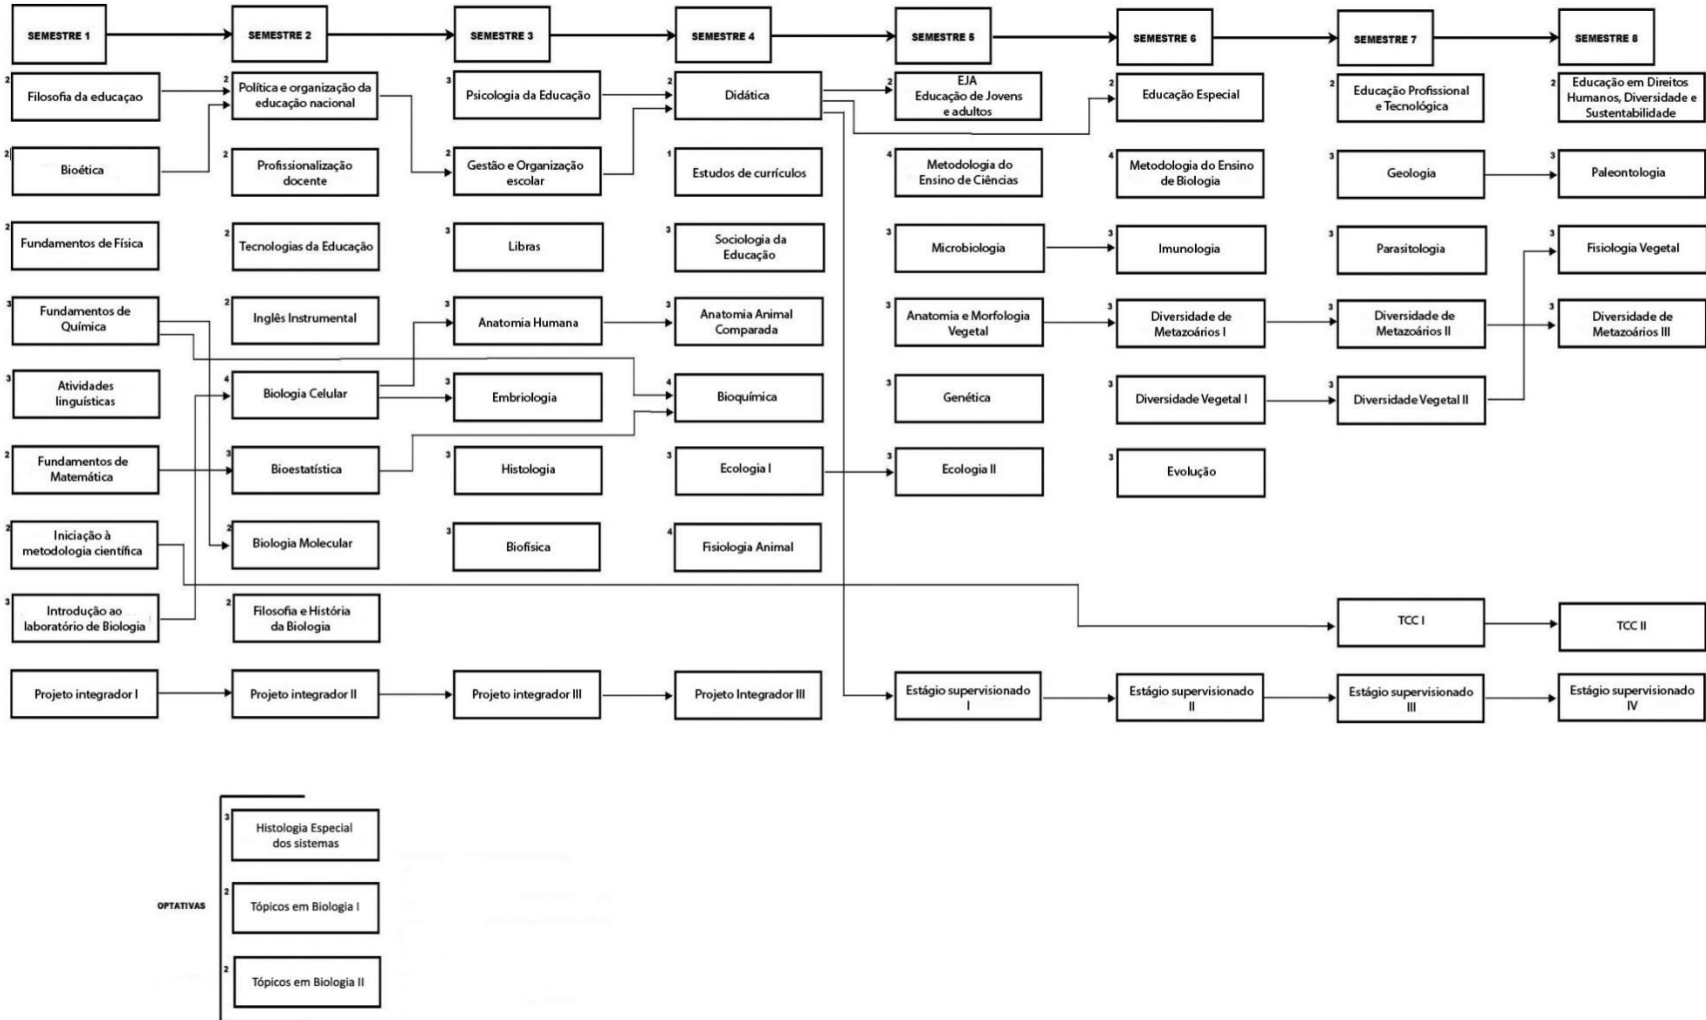 SEMESTRE 1
SEMESTRE 2
SEMESTRE 3
SEMESTRE 4
SEMESTRE 5
SEMESTRE 6
SEMESTRE 7
SEMESTRE 8
2
Filosofia da educaçao
2
Política e organização da
educação nacional
3
Psicologia da Educação
2
Didática
2
EJA
Educação de Jovens
e adultos
2
Educação Especial
2
Educação Profissional
e Tecnológica
2
Educação em Direitos
Humanos, Diversidade e
Sustentabilidade
2
Bioética
2
Profissionalização
docente
2
Gestão e Organização
escolar
1
Estudos de currículos
4
Metodologia do
Ensino de Ciências
4
Metodologia do Ensino
de Biologia
3
Geologia
3
Paleontologia
2
Fundamentos de Física
2
Tecnologias da Educação
3
Libras
3
Sociologia da
Educação
3
Microbiologia
3
Imunologia
3
Parasitologia
3
Fisiologia Vegetal
3
Fundamentos de
Química
2
Inglês Instrumental
3
Anatomia Humana
3
Anatomia Animal
Comparada
3
Anatomia e Morfologia
Vegetal
3
Diversidade de
Metazoários I
3
Diversidade de
Metazoários II
3
Diversidade de
Metazoários III
3
Atividades
linguísticas
4
Biologia Celular
3
Embriologia
4
Bioquímica
3
Genética
3
Diversidade Vegetal I
3
Diversidade Vegetal II
2
Fundamentos de
Matemática
3
Bioestatística
3
Histologia
3
Ecologia I
3
Ecologia II
3
Evolução
2
Iniciação à
metodologia científica
2
Biologia Molecular
3
Biofísica
4
Fisiologia Animal
3
Introdução ao
laboratório de Biologia
2
Filosofia e História
da Biologia
TCC I
TCC II
Projeto integrador I
Projeto integrador II
Projeto integrador III
Projeto Integrador III
Estágio supervisionado
I
Estágio supervisionado
II
Estágio supervisionado
III
Estágio supervisionado
IV
OPTATIVAS
3
Histologia Especial
dos sistemas
2
Tópicos em Biologia I
2
Tópicos em Biologia II